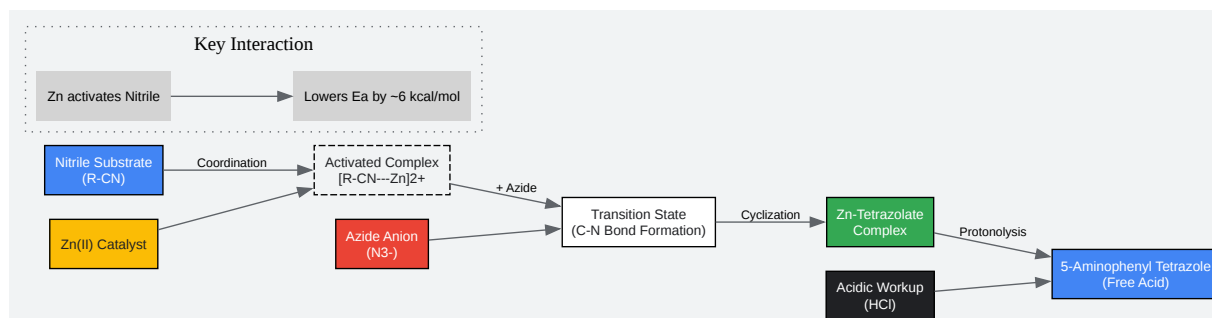 Key Interaction
Zn activates Nitrile
Lowers Ea by ~6 kcal/mol
Nitrile Substrate
(R-CN)
Coordination
Activated Complex
[R-CN---Zn]2+
+ Azide
Zn(II) Catalyst
Azide Anion
(N3-)
Transition State
(C-N Bond Formation)
Cyclization
Zn-Tetrazolate
Complex
Protonolysis
5-Aminophenyl Tetrazole
(Free Acid)
Acidic Workup
(HCl)